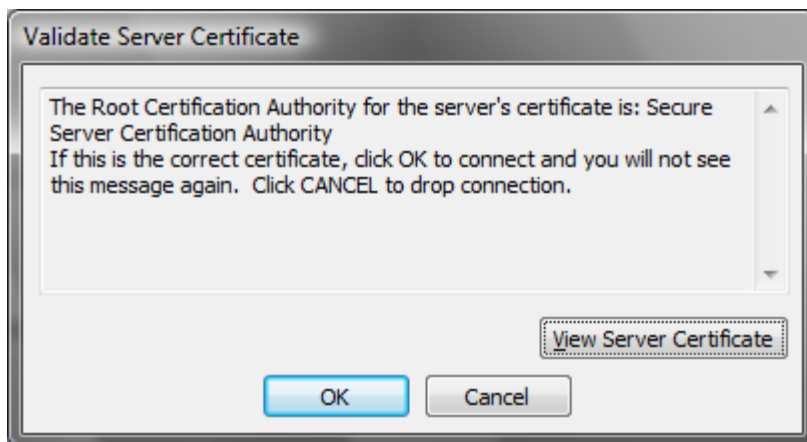 Validate Server Certificate
The Root Certification Authority for the server's certificate is: Secure
Server Certification Authority
If this is the correct certificate, click OK to connect and you will not see
this message again.  Click CANCEL to drop connection.
View Server Certificate
OK
Cancel